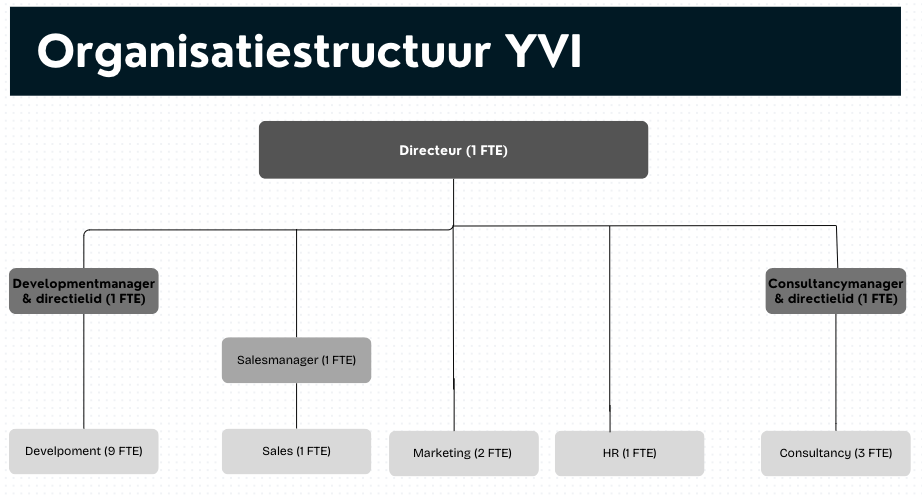 Organisatiestructuur YVI
Directeur (1 FTE)
Developmentmanager
& directielid (1 FTE)
Consultancymanager
& directielid (1 FTE)
Salesmanager (1 FTE)
Develpoment (9 FTE)
Sales (1 FTE)
Marketing (2 FTE)
HR (1 FTE)
Consultancy (3 FTE)